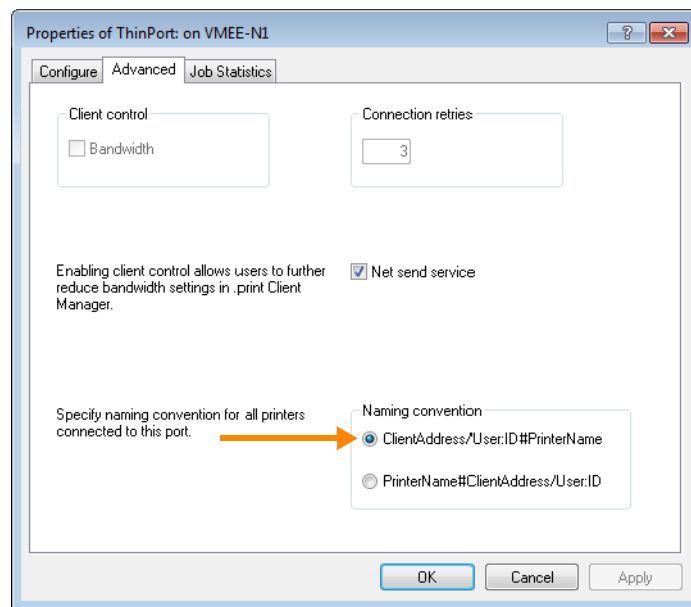 Properties of ThinPort: on VMEE-N1
Configure Advanced Job Statistics
Client control
Bandwidth
Connection retries
3
Enabling client control allows users to further
reduce bandwidth settings in .print Client
Manager.
Net send service
Specify naming convention for all printers
connected to this port.
Naming convention
ClientAddress/'User:ID#PrinterName
PrinterName#ClientAddress/User:ID
OK Cancel Apply